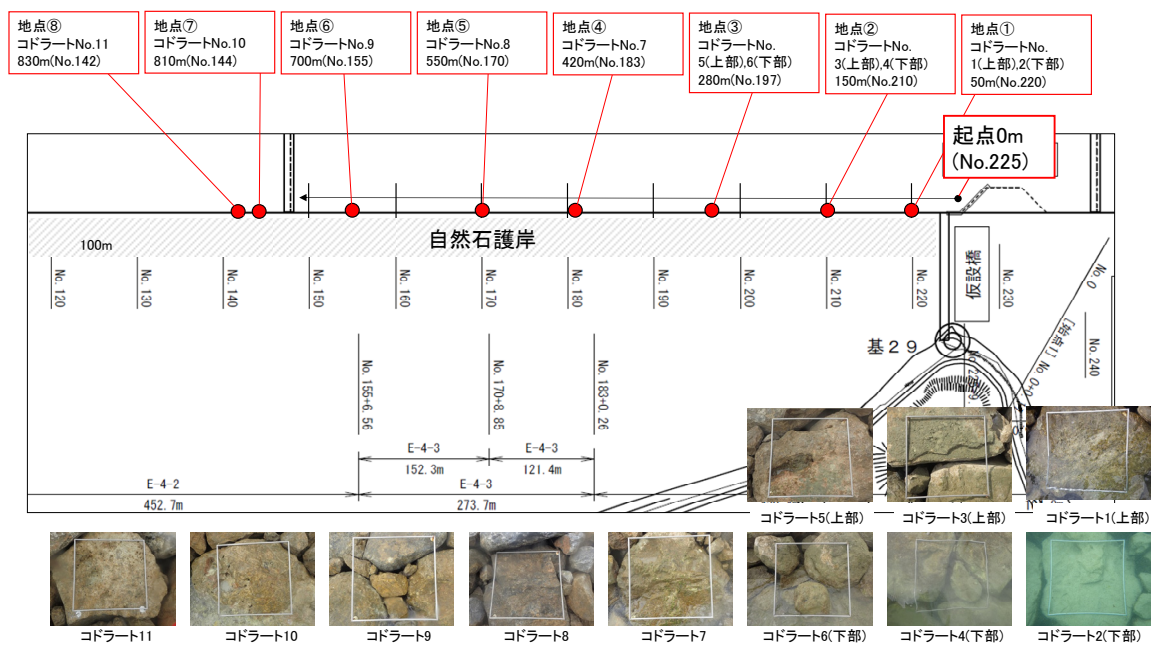 地点⑧
コドラートNo.11
830m(No.142)
地点⑦
コドラートNo.10
810m(No.144)
地点⑥
コドラートNo.9
700m(No.155)
地点⑤
コドラートNo.8
550m(No.170)
地点④
コドラートNo.7
420m(No.183)
地点③
コドラートNo.
5(上部),6(下部)
280m(No.197)
地点②
コドラートNo.
3(上部),4(下部)
150m(No.210)
地点①
コドラートNo.
1(上部),2(下部)
50m(No.220)
起点0m
(No.225)
100m
自然石護岸
No. 120
No. 130
No. 140
No. 150
No. 160
No. 170
No. 180
No. 190
No. 200
No. 210
No. 220
仮設橋
No. 230
No. 0
[始点1] No. 0+0
No. 240
基29
No. 155+6.56
No. 170+8.85
No. 183+0.26
E-4-3
152.3m
E-4-3
121.4m
E-4-2
452.7m
E-4-3
273.7m
コドラート5(上部)
コドラート3(上部)
コドラート1(上部)
コドラート11
コドラート10
コドラート9
コドラート8
コドラート7
コドラート6(下部)
コドラート4(下部)
コドラート2(下部)